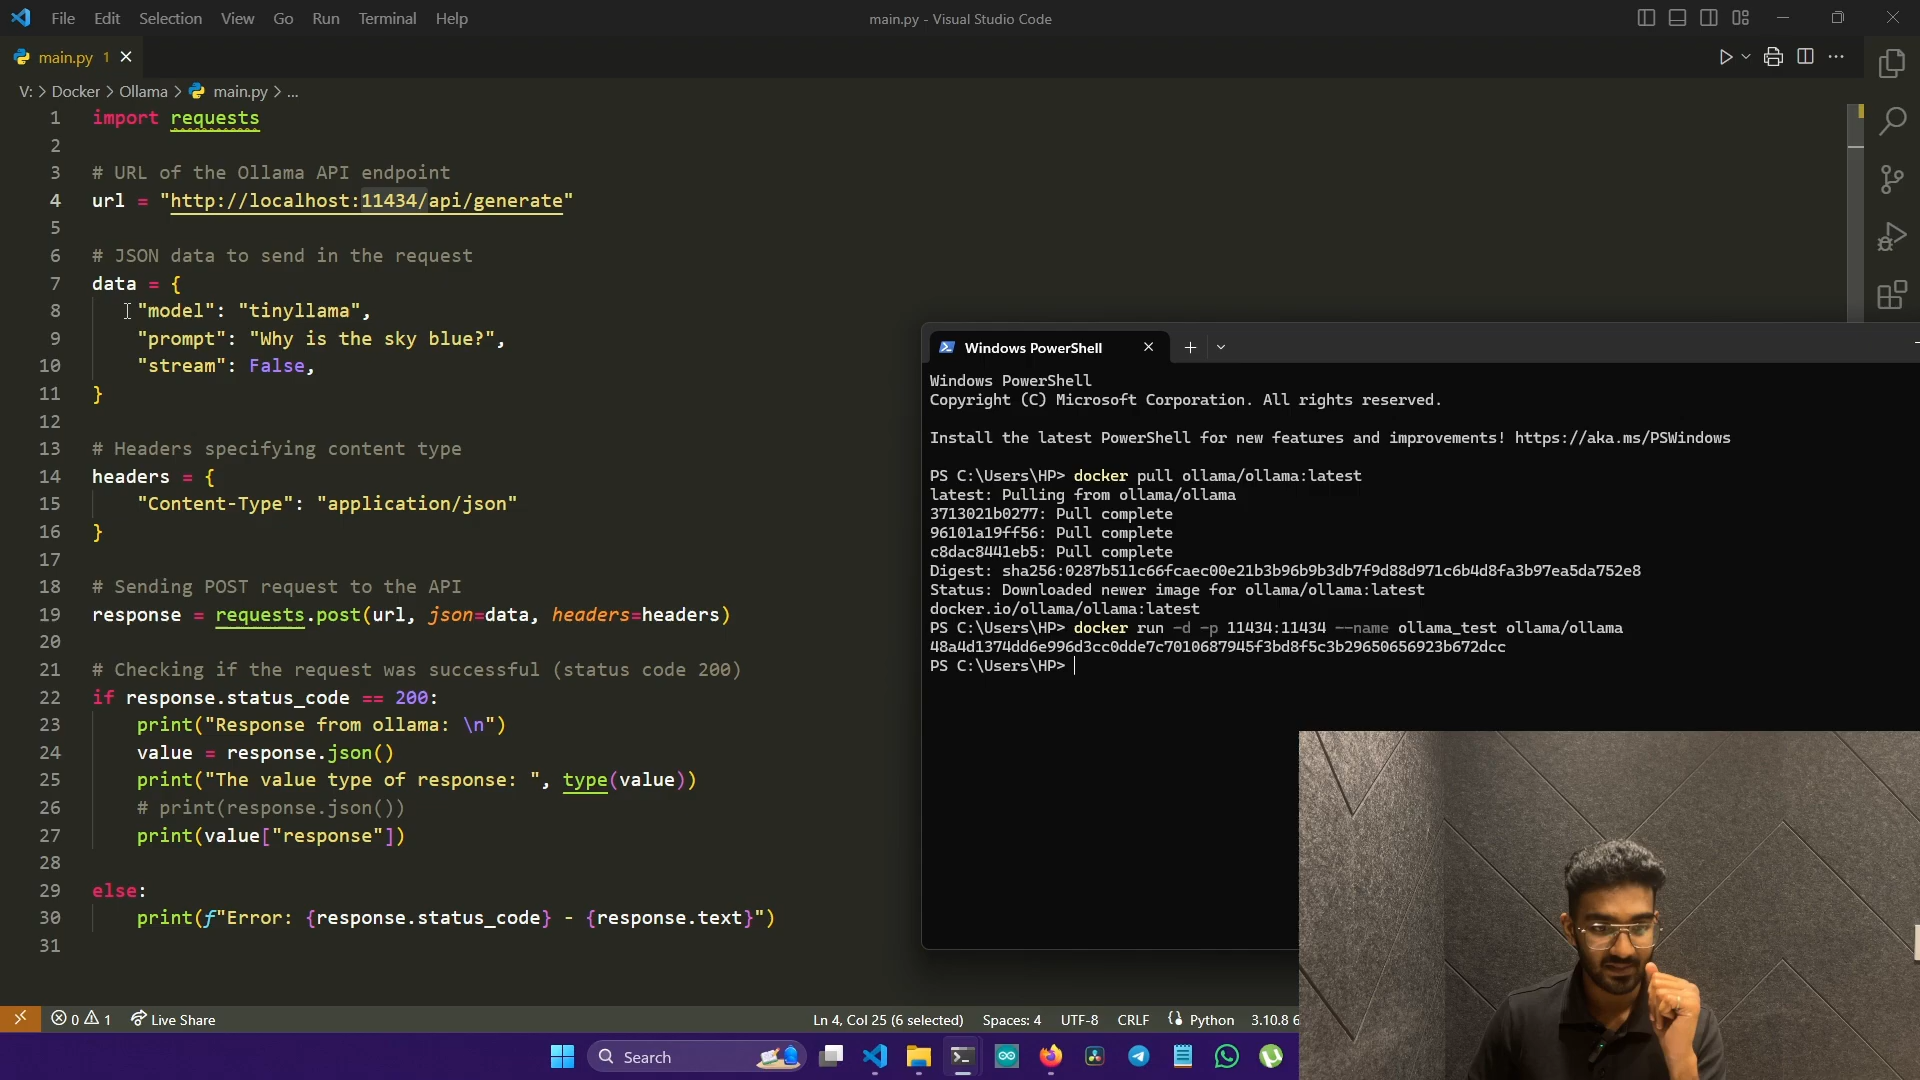 File Edit Selection View Go Run Terminal Help
main.py - Visual Studio Code
main.py 1
V: > Docker > Ollama > main.py > ...
1 import requests
2
3 # URL of the Ollama API endpoint
4 url = "http://localhost:11434/api/generate"
5
6 # JSON data to send in the request
7 data = {
8 "model": "tinyllama",
9 "prompt": "Why is the sky blue?",
10 "stream": False,
11 }
12
13 # Headers specifying content type
14 headers = {
15 "Content-Type": "application/json"
16 }
17
18 # Sending POST request to the API
19 response = requests.post(url, json=data, headers=headers)
20
21 # Checking if the request was successful (status code 200)
22 if response.status_code == 200:
23 print("Response from ollama: \n")
24 value = response.json()
25 print("The value type of response: ", type(value))
26 # print(response.json())
27 print(value["response"])
28
29 else:
30 print(f"Error: {response.status_code} - {response.text}")
31
Windows PowerShell
Windows PowerShell
Copyright (C) Microsoft Corporation. All rights reserved.
Install the latest PowerShell for new features and improvements! https://aka.ms/PSWindows
PS C:\Users\HP> docker pull ollama/ollama:latest
latest: Pulling from ollama/ollama
3713021b0277: Pull complete
96101a19ff56: Pull complete
c8dac8441eb5: Pull complete
Digest: sha256:0287b511c66fcaec00e21b3b96b9b3db7f9d88d971c6b4d8fa3b97ea5da752e8
Status: Downloaded newer image for ollama/ollama:latest
docker.io/ollama/ollama:latest
PS C:\Users\HP> docker run -d -p 11434:11434 --name ollama_test ollama/ollama
48a4d1374dd6e996d3cc0dde7c7010687945f3bd8f5c3b29650656923b672dcc
PS C:\Users\HP>
0 1 Live Share
Ln 4, Col 25 (6 selected) Spaces: 4 UTF-8 CRLF Python 3.10.8 6
Search